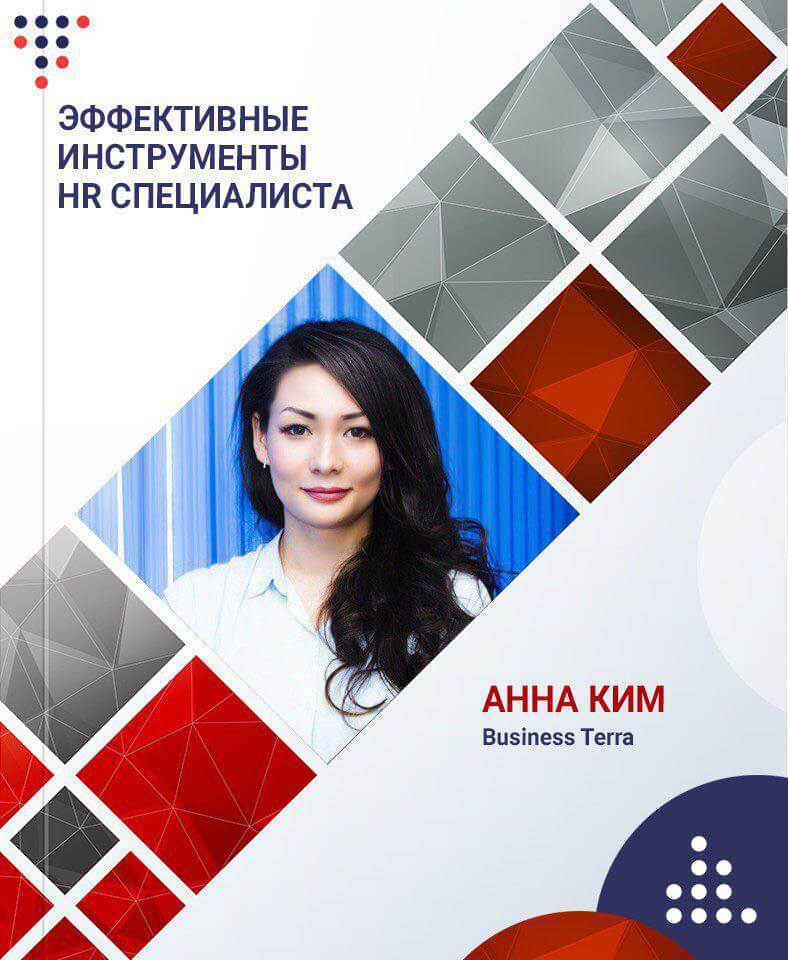 ЭФФЕКТИВНЫЕ
ИНСТРУМЕНТЫ
HR СПЕЦИАЛИСТА
АННА КИМ
Business Terra